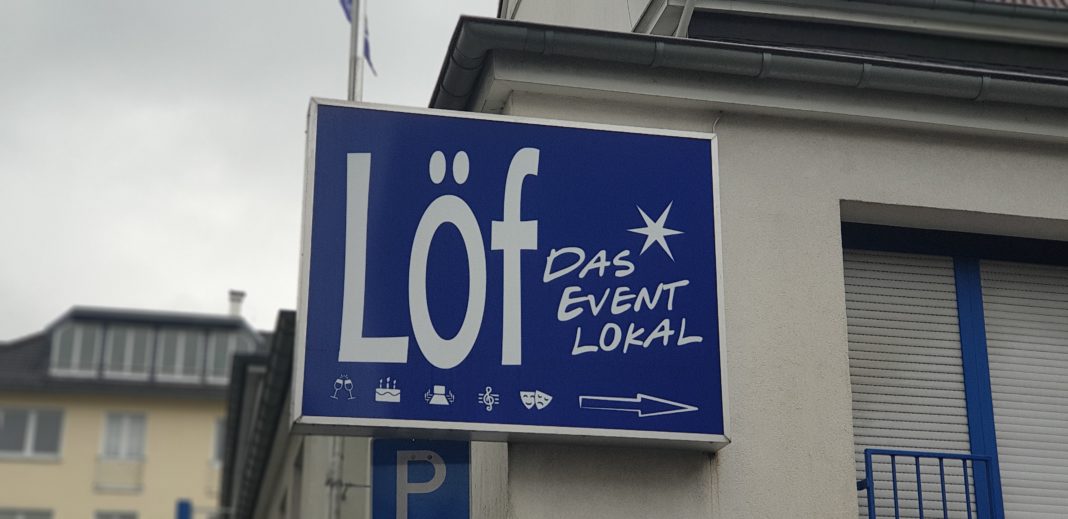 Löf
DAS
EVENT
LOKAL
P